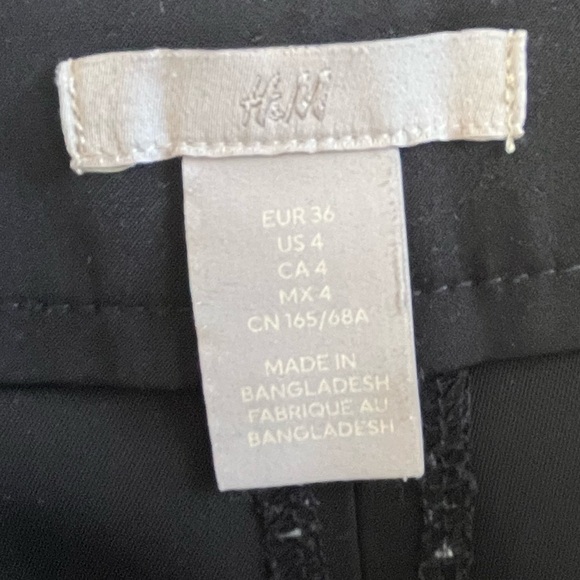 H&M
EUR 36
US 4
CA 4
MX 4
CN 165/68A
MADE IN
BANGLADESH
FABRIQUE AU
BANGLADESH